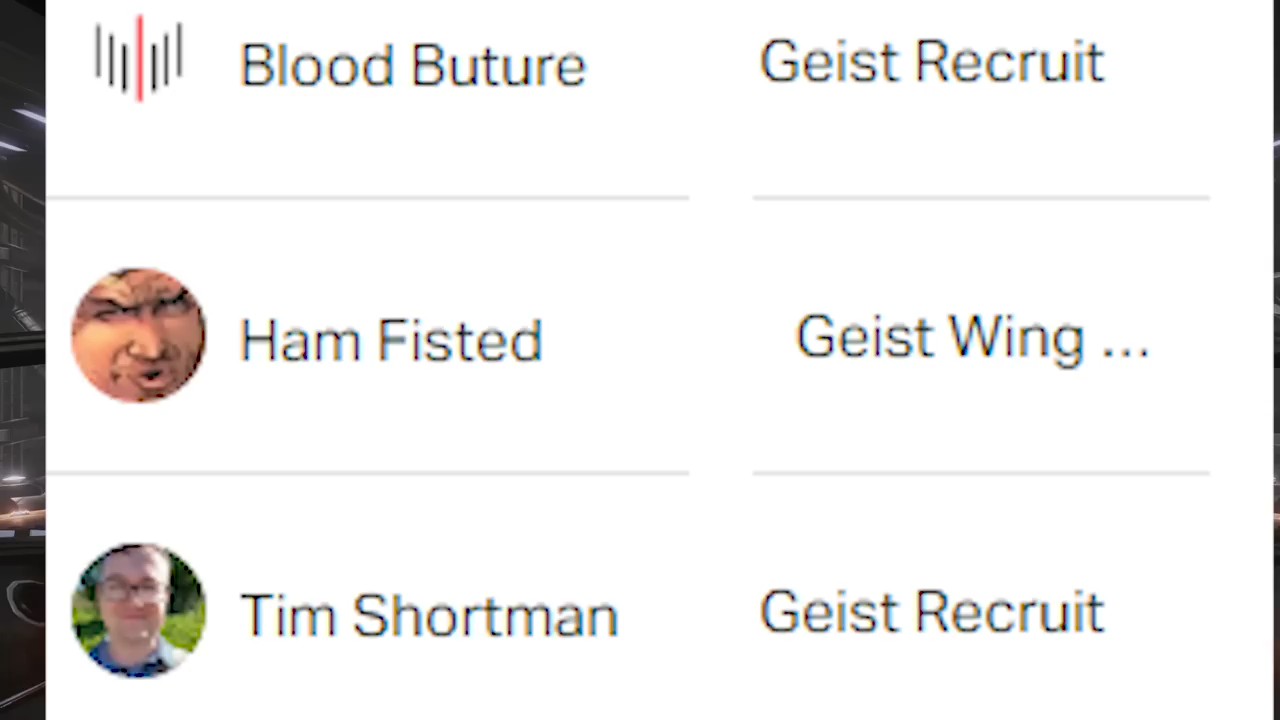 Blood Buture Geist Recruit
Ham Fisted Geist Wing ...
Tim Shortman Geist Recruit